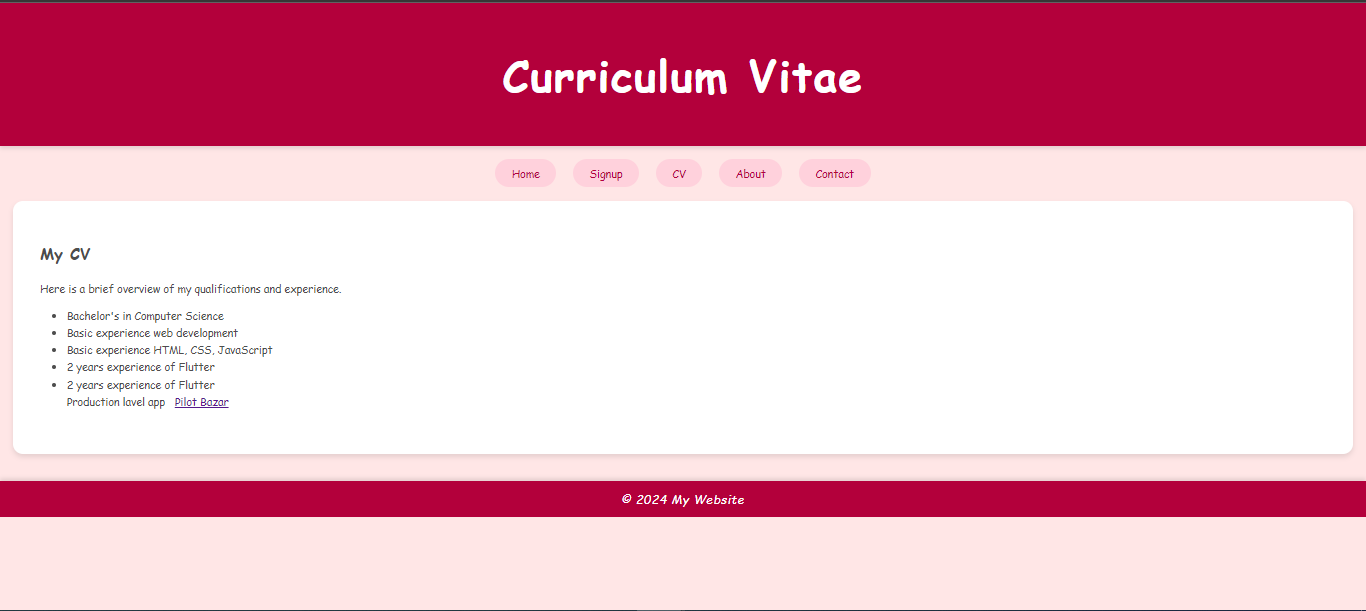 Curriculum Vitae
Home Signup CV About Contact
My CV
Here is a brief overview of my qualifications and experience.
Bachelor's in Computer Science
Basic experience web development
Basic experience HTML, CSS, JavaScript
2 years experience of Flutter
2 years experience of Flutter
Production lavel app Pilot Bazar
© 2024 My Website